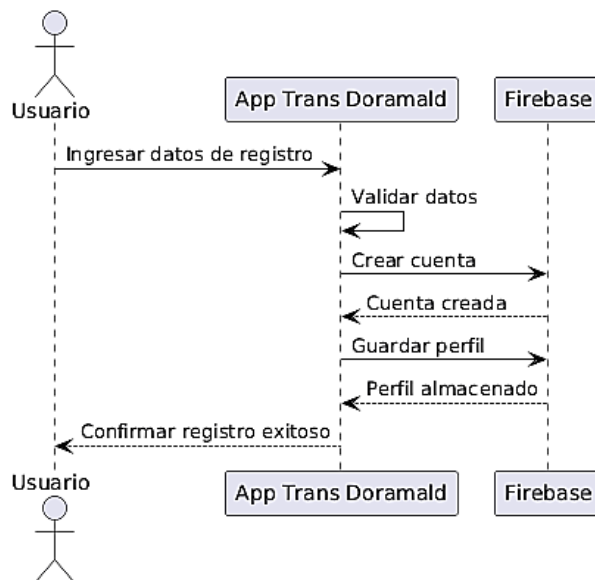 Usuario
App Trans Doramald
Firebase
Ingresar datos de registro
Validar datos
Crear cuenta
Cuenta creada
Guardar perfil
Perfil almacenado
Confirmar registro exitoso
Usuario
App Trans Doramald
Firebase